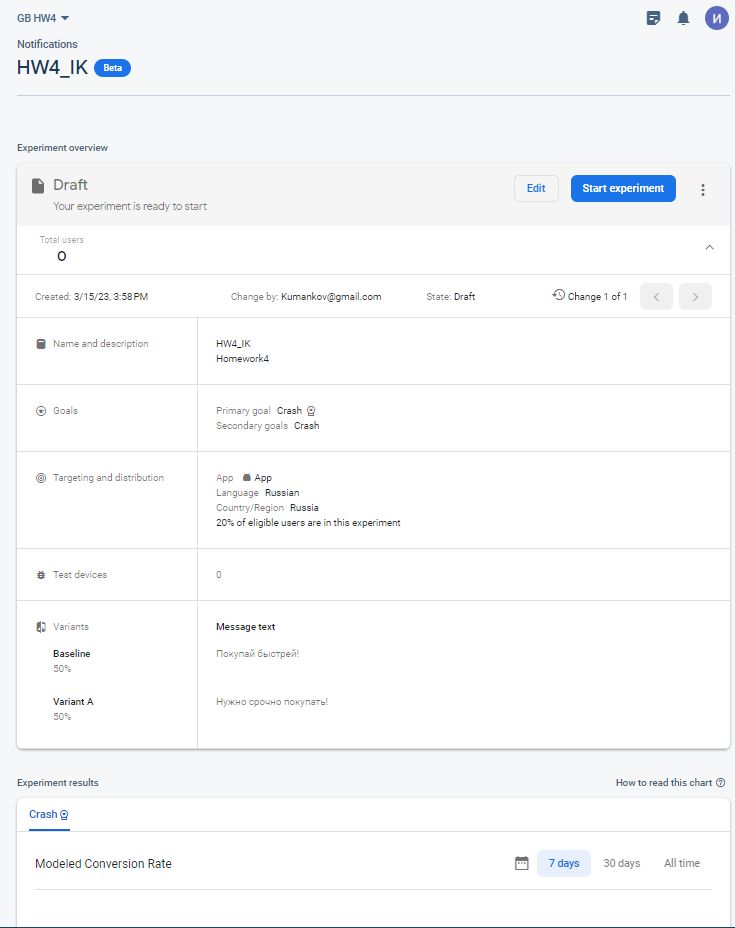 GB HW4
И
Notifications
HW4_IK Beta
Experiment overview
Draft
Your experiment is ready to start
Edit
Start experiment
Total users
0
Created: 3/15/23, 3:58 PM
Change by: Kumankov@gmail.com
State: Draft
Change 1 of 1
Name and description
HW4_IK
Homework4
Goals
Primary goal Crash
Secondary goals Crash
Targeting and distribution
App App
Language Russian
Country/Region Russia
20% of eligible users are in this experiment
Test devices
0
Variants
Message text
Baseline
Покупай быстрей!
50%
Variant A
Нужно срочно покупать!
50%
Experiment results
How to read this chart
Crash
Modeled Conversion Rate
7 days
30 days
All time